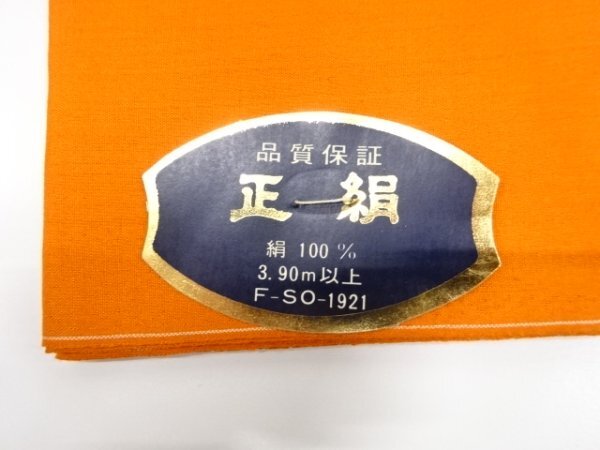 品質保証
正絹
絹 100%
3.90m以上
F-SO-1921